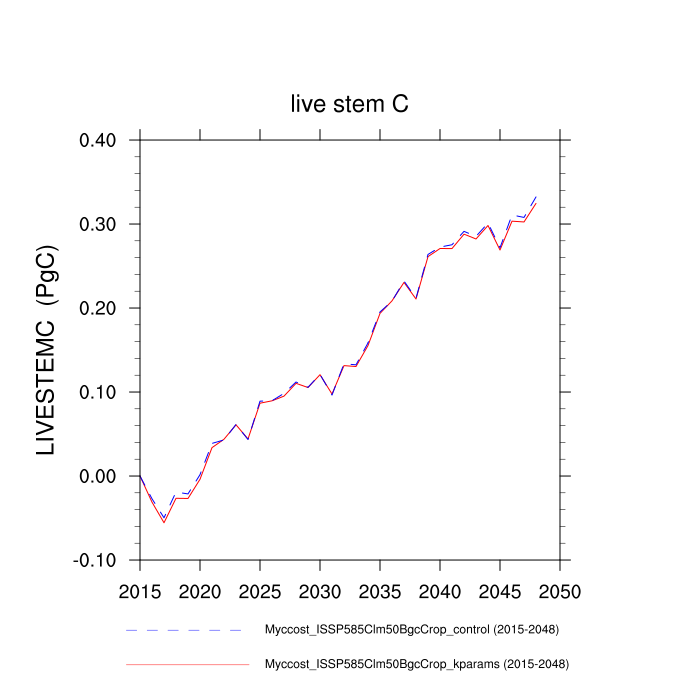 live stem C
0.40
0.30
0.20
0.10
0.00
-0.10
LIVESTEMC (PgC)
2015 2020 2025 2030 2035 2040 2045 2050
Myccost_ISSP585Clm50BgcCrop_control (2015-2048)
Myccost_ISSP585Clm50BgcCrop_kparams (2015-2048)